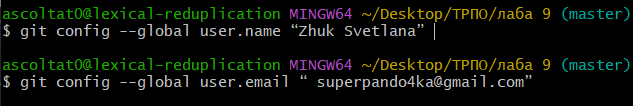 ascoltat0@lexical-reduplication MINGW64 ~/Desktop/ТРПО/лаба 9 (master)
$ git config --global user.name “Zhuk Svetlana”
ascoltat0@lexical-reduplication MINGW64 ~/Desktop/ТРПО/лаба 9 (master)
$ git config --global user.email “ superpando4ka@gmail.com”